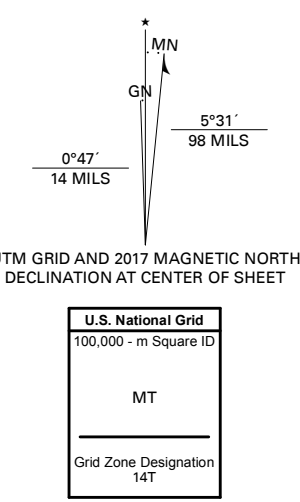 ★
MN
GN
5°31´
98 MILS
0°47´
14 MILS
UTM GRID AND 2017 MAGNETIC NORTH
DECLINATION AT CENTER OF SHEET
U.S. National Grid
100,000 - m Square ID
MT
Grid Zone Designation
14T